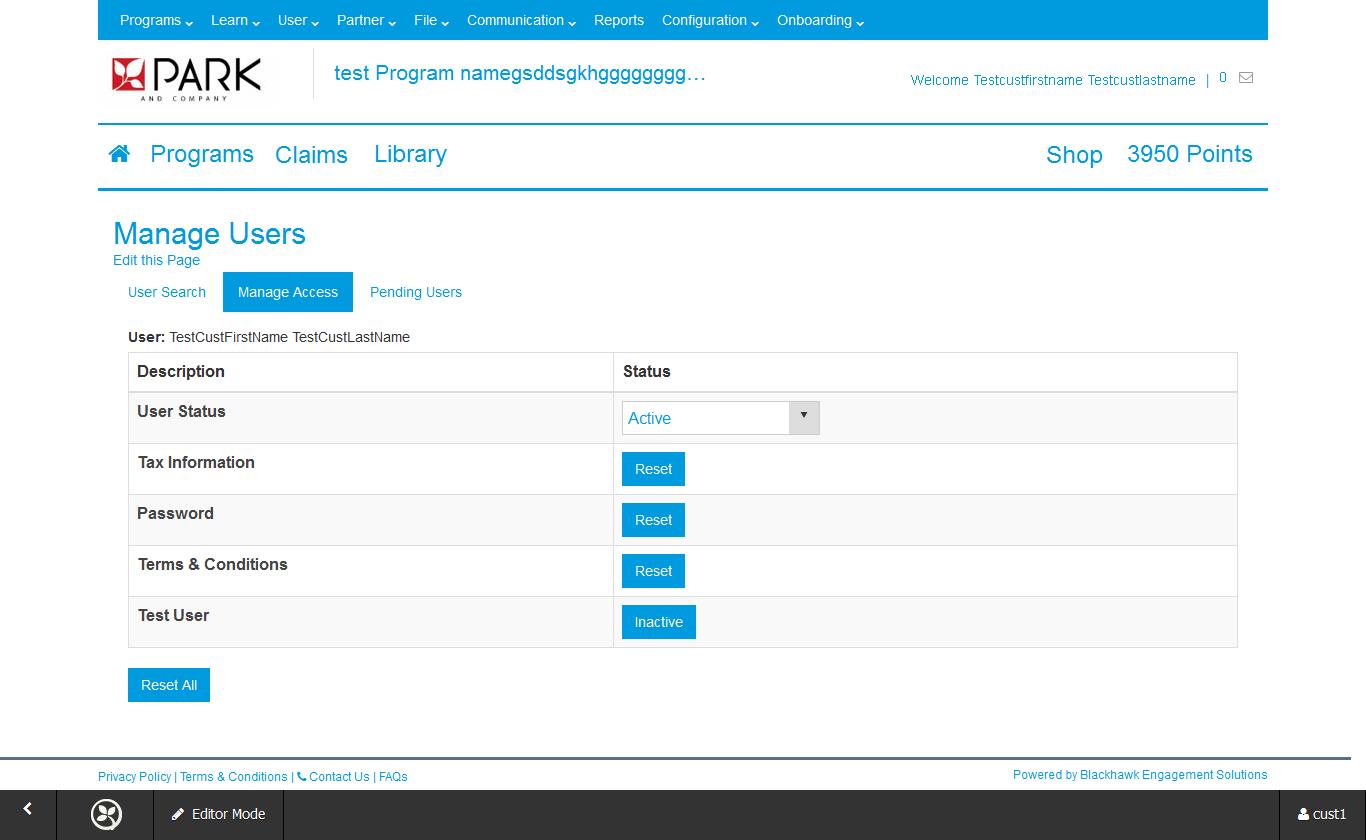 Programs Learn User Partner File Communication Reports Configuration Onboarding
PARK
AND COMPANY
test Program namegsddsgkhgggggggg...
Welcome Testcustfirstname Testcustlastname | 0
Programs Claims Library Shop 3950 Points
Manage Users
Edit this Page
User Search Manage Access Pending Users
User: TestCustFirstName TestCustLastName
Description Status
User Status Active
Tax Information Reset
Password Reset
Terms & Conditions Reset
Test User Inactive
Reset All
Privacy Policy | Terms & Conditions | Contact Us | FAQs
Powered by Blackhawk Engagement Solutions
Editor Mode cust1